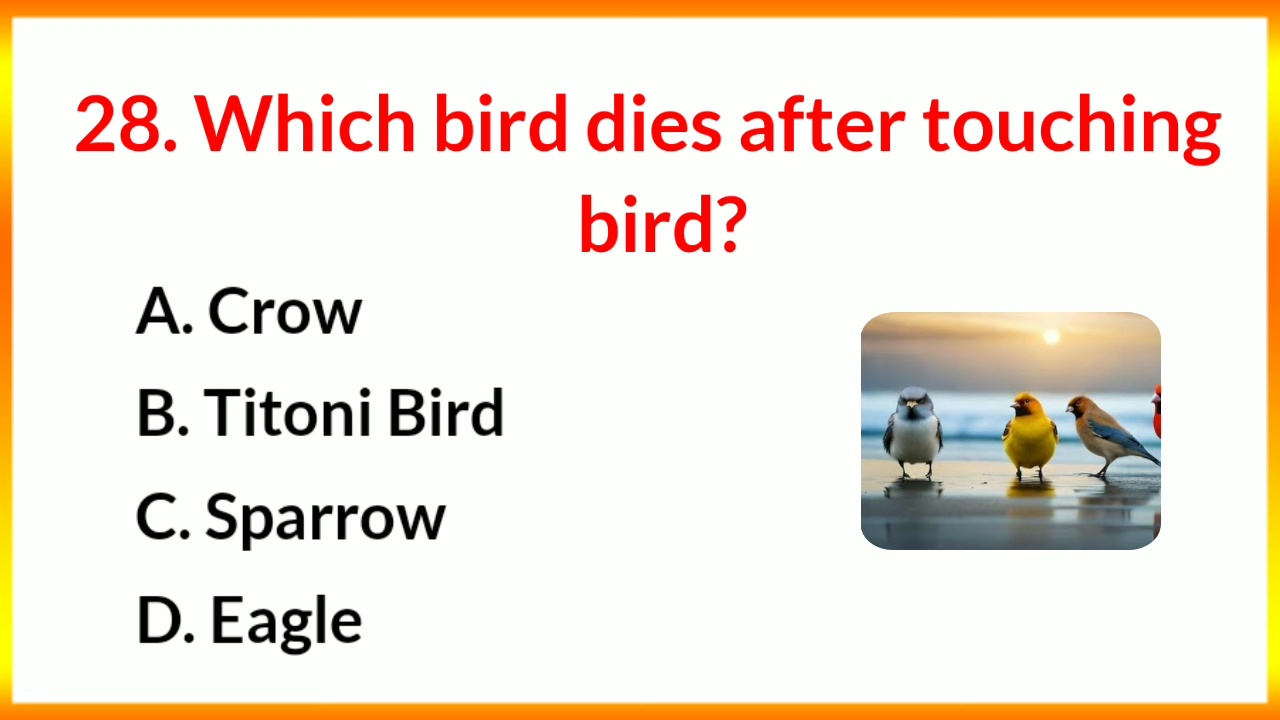 28. Which bird dies after touching
bird?
A. Crow
B. Titoni Bird
C. Sparrow
D. Eagle